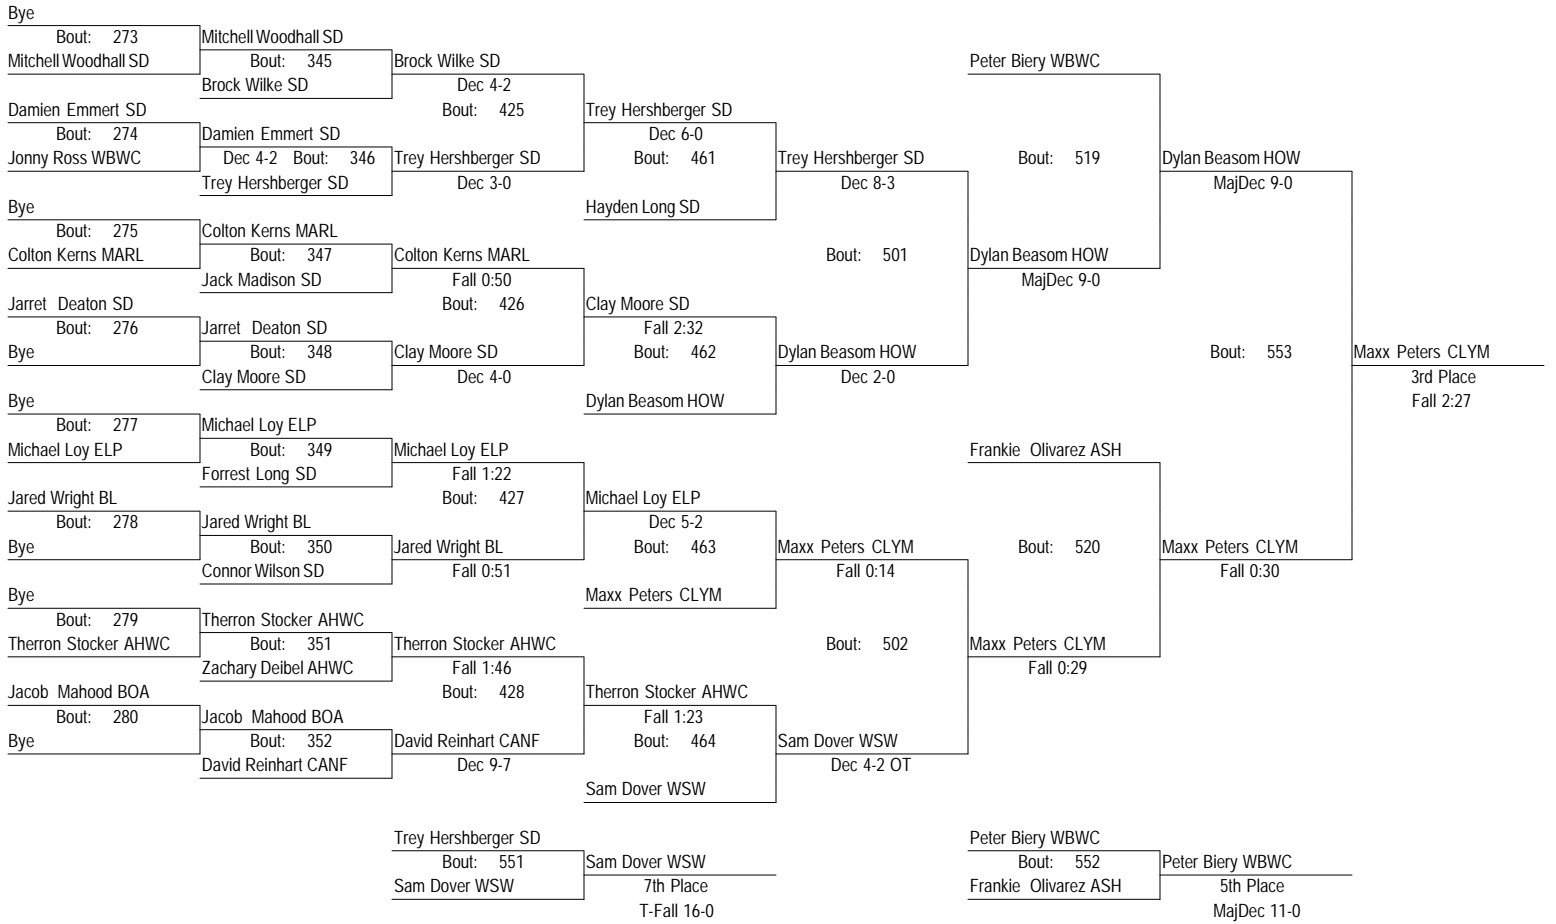 Bye
Bout: 273
Mitchell Woodhall SD
Mitchell Woodhall SD
Bout: 345
Brock Wilke SD
Brock Wilke SD
Dec 4-2
Bout: 425
Damien Emmert SD
Bout: 274
Jonny Ross WBWC
Damien Emmert SD
Dec 4-2 Bout: 346
Trey Hershberger SD
Trey Hershberger SD
Dec 3-0
Trey Hershberger SD
Dec 6-0
Bout: 461
Hayden Long SD
Trey Hershberger SD
Dec 8-3
Bout: 501
Bye
Bout: 275
Colton Kerns MARL
Colton Kerns MARL
Bout: 347
Jack Madison SD
Colton Kerns MARL
Fall 0:50
Bout: 426
Jarret Deaton SD
Bout: 276
Bye
Jarret Deaton SD
Bout: 348
Clay Moore SD
Clay Moore SD
Dec 4-0
Clay Moore SD
Fall 2:32
Bout: 462
Dylan Beasom HOW
Dylan Beasom HOW
Dec 2-0
Peter Biery WBWC
Bout: 519
Dylan Beasom HOW
MajDec 9-0
Dylan Beasom HOW
MajDec 9-0
Bout: 553
Maxx Peters CLYM
3rd Place
Fall 2:27
Bye
Bout: 277
Michael Loy ELP
Michael Loy ELP
Bout: 349
Forrest Long SD
Michael Loy ELP
Fall 1:22
Bout: 427
Jared Wright BL
Bout: 278
Bye
Jared Wright BL
Bout: 350
Connor Wilson SD
Jared Wright BL
Fall 0:51
Michael Loy ELP
Dec 5-2
Bout: 463
Maxx Peters CLYM
Maxx Peters CLYM
Fall 0:14
Bout: 502
Bye
Bout: 279
Therron Stocker AHWC
Therron Stocker AHWC
Bout: 351
Zachary Deibel AHWC
Therron Stocker AHWC
Fall 1:46
Bout: 428
Jacob Mahood BOA
Bout: 280
Bye
Jacob Mahood BOA
Bout: 352
David Reinhart CANF
David Reinhart CANF
Dec 9-7
Therron Stocker AHWC
Fall 1:23
Bout: 464
Sam Dover WSW
Sam Dover WSW
Dec 4-2 OT
Frankie Olivarez ASH
Bout: 520
Maxx Peters CLYM
Fall 0:29
Maxx Peters CLYM
Fall 0:30
Trey Hershberger SD
Bout: 551
Sam Dover WSW
Sam Dover WSW
7th Place
T-Fall 16-0
Peter Biery WBWC
Bout: 552
Frankie Olivarez ASH
Peter Biery WBWC
5th Place
MajDec 11-0